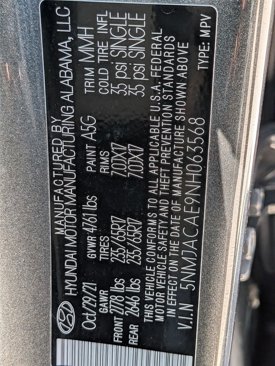 MANUFACTURED BY
HYUNDAI MOTOR MANUFACTURING ALABAMA, LLC
Oct/29/21 GVWR 4761 lbs PAINT A5G TRIM MMH
TIRES RIMS COLD TIRE INF
FRONT 2778 lbs 235/65R17 7.0JX17 35 psi SINGLE
REAR 2646 lbs 235/65R17 7.0JX17 35 psi SINGLE
THIS VEHICLE CONFORMS TO ALL APPLICABLE U.S.A. FEDERAL
MOTOR VEHICLE SAFETY AND THEFT PREVENTION STANDARDS
IN EFFECT ON THE DATE OF MANUFACTURE SHOWN ABOVE
V.I.N 5NMJACAE9NH063568 TYPE: MPV